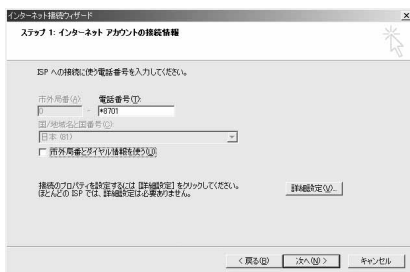 インターネット接続ウィザード
ステップ 1: インターネット アカウントの接続情報
ISP への接続に使う電話番号を入力してください。
市外局番(A): 電話番号(T):
0 - *8701
国/地域名と国番号(C):
日本 (81)
市外局番とダイヤル情報を使う(U)
接続のプロパティを設定するには [詳細設定] をクリックしてください。
ほとんどの ISP では、詳細設定は必要ありません。
詳細設定(V)...
< 戻る(B) 次へ(N) > キャンセル